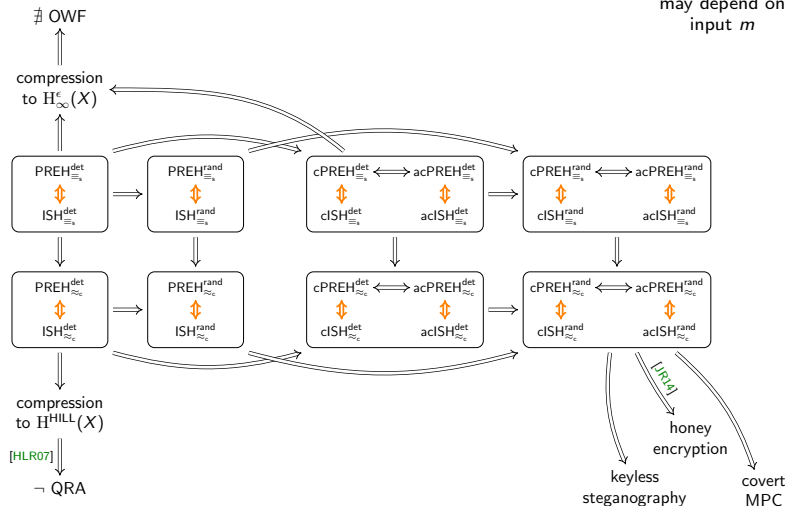 ∄ OWF
may depend on
input m
compression
to H^ϵ_∞(X)
PREH^det_≡s
ISH^det_≡s
PREH^rand_≡s
ISH^rand_≡s
cPREH^det_≡s ⟺ acPREH^det_≡s
cISH^det_≡s acISH^det_≡s
cPREH^rand_≡s ⟺ acPREH^rand_≡s
cISH^rand_≡s acISH^rand_≡s
PREH^det_≈c
ISH^det_≈c
PREH^rand_≈c
ISH^rand_≈c
cPREH^det_≈c ⟺ acPREH^det_≈c
cISH^det_≈c acISH^det_≈c
cPREH^rand_≈c ⟺ acPREH^rand_≈c
cISH^rand_≈c acISH^rand_≈c
compression
to H^HILL(X)
[HLR07]
¬ QRA
[JR14]
honey
encryption
keyless
steganography
covert
MPC